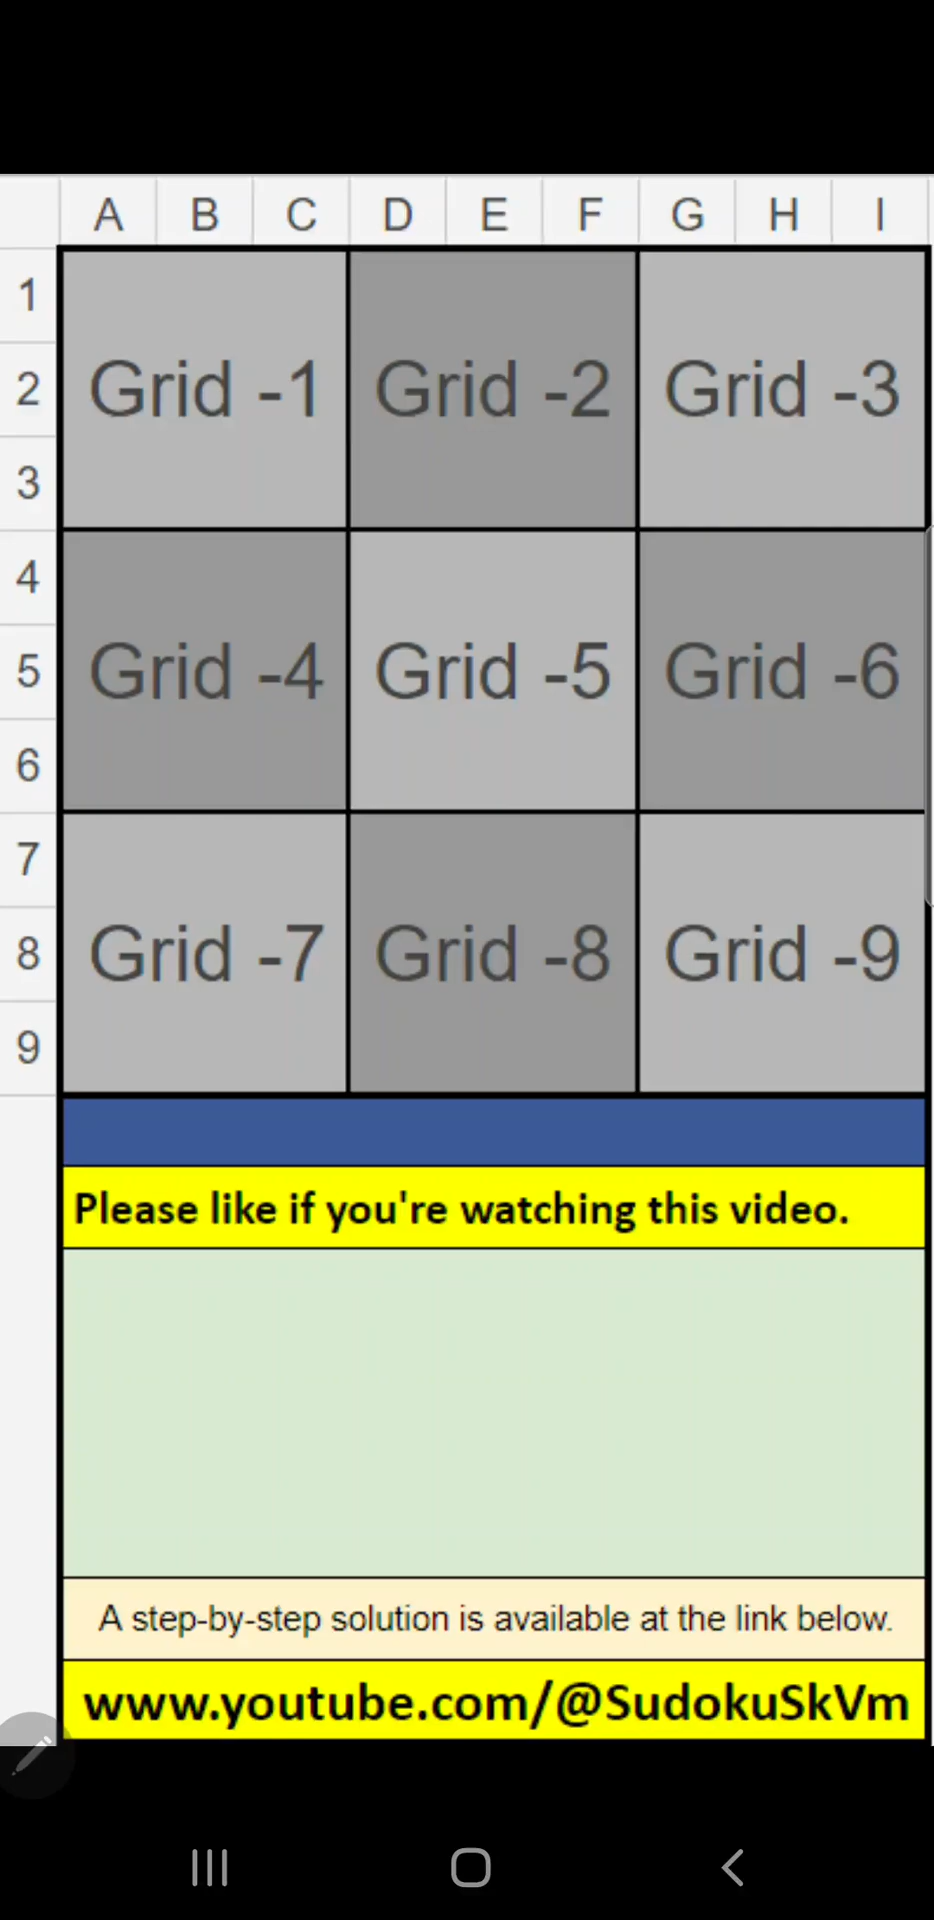 A B C D E F G H I
1
2 Grid -1 Grid -2 Grid -3
3
4
5 Grid -4 Grid -5 Grid -6
6
7
8 Grid -7 Grid -8 Grid -9
9
Please like if you're watching this video.
A step-by-step solution is available at the link below.
www.youtube.com/@SudokuSkVm